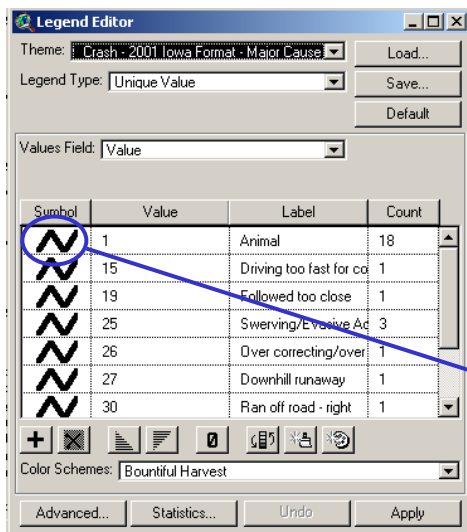 Legend Editor
Theme: Crash - 2001 Iowa Format - Major Cause
Load...
Legend Type: Unique Value
Save...
Default
Values Field: Value
Symbol Value Label Count
1 Animal 18
15 Driving too fast for co 1
19 Followed too close 1
25 Swerving/Evasive Ac 3
26 Over correcting/over 1
27 Downhill runaway 1
30 Ran off road - right 1
Color Schemes: Bountiful Harvest
Advanced... Statistics... Undo Apply